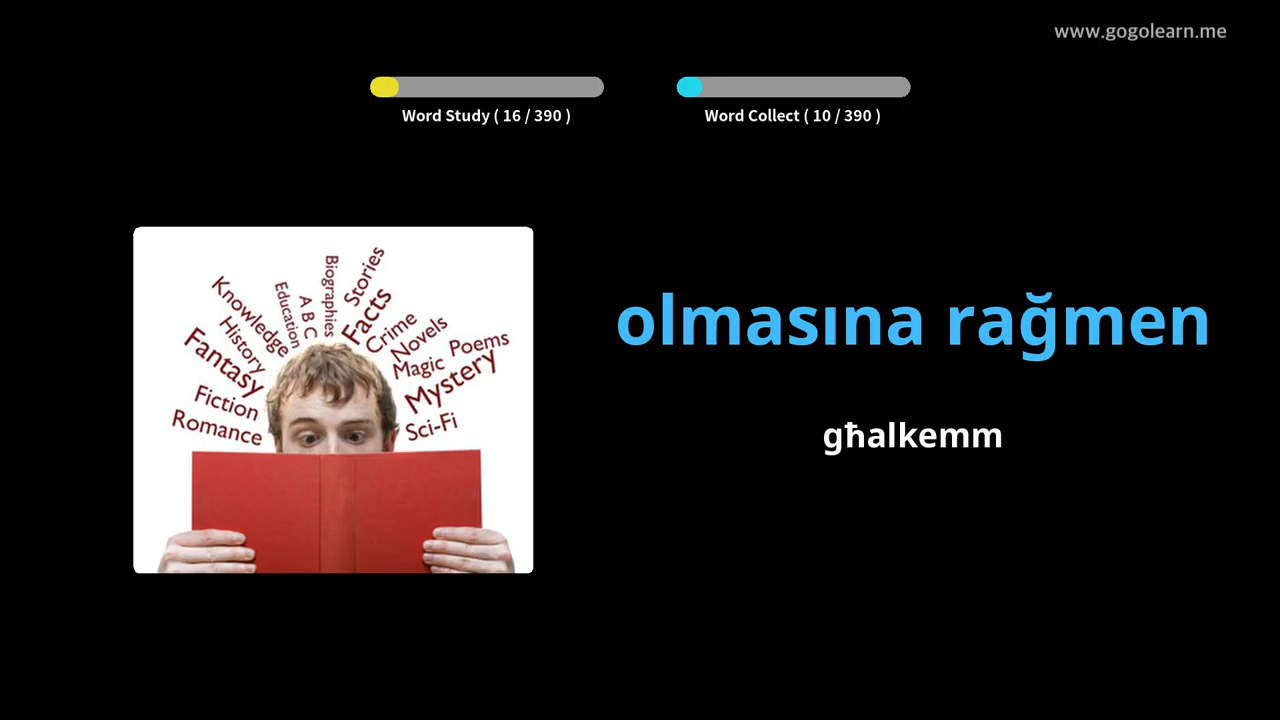 www.gogolearn.me
Word Study ( 16 / 390 )
Word Collect ( 10 / 390 )
olmasına rağmen
għalkemm
Knowledge
History
Fantasy
Fiction
Romance
Education
A B C
Biographies
Stories
Facts
Crime
Novels
Magic
Poems
Mystery
Sci-Fi